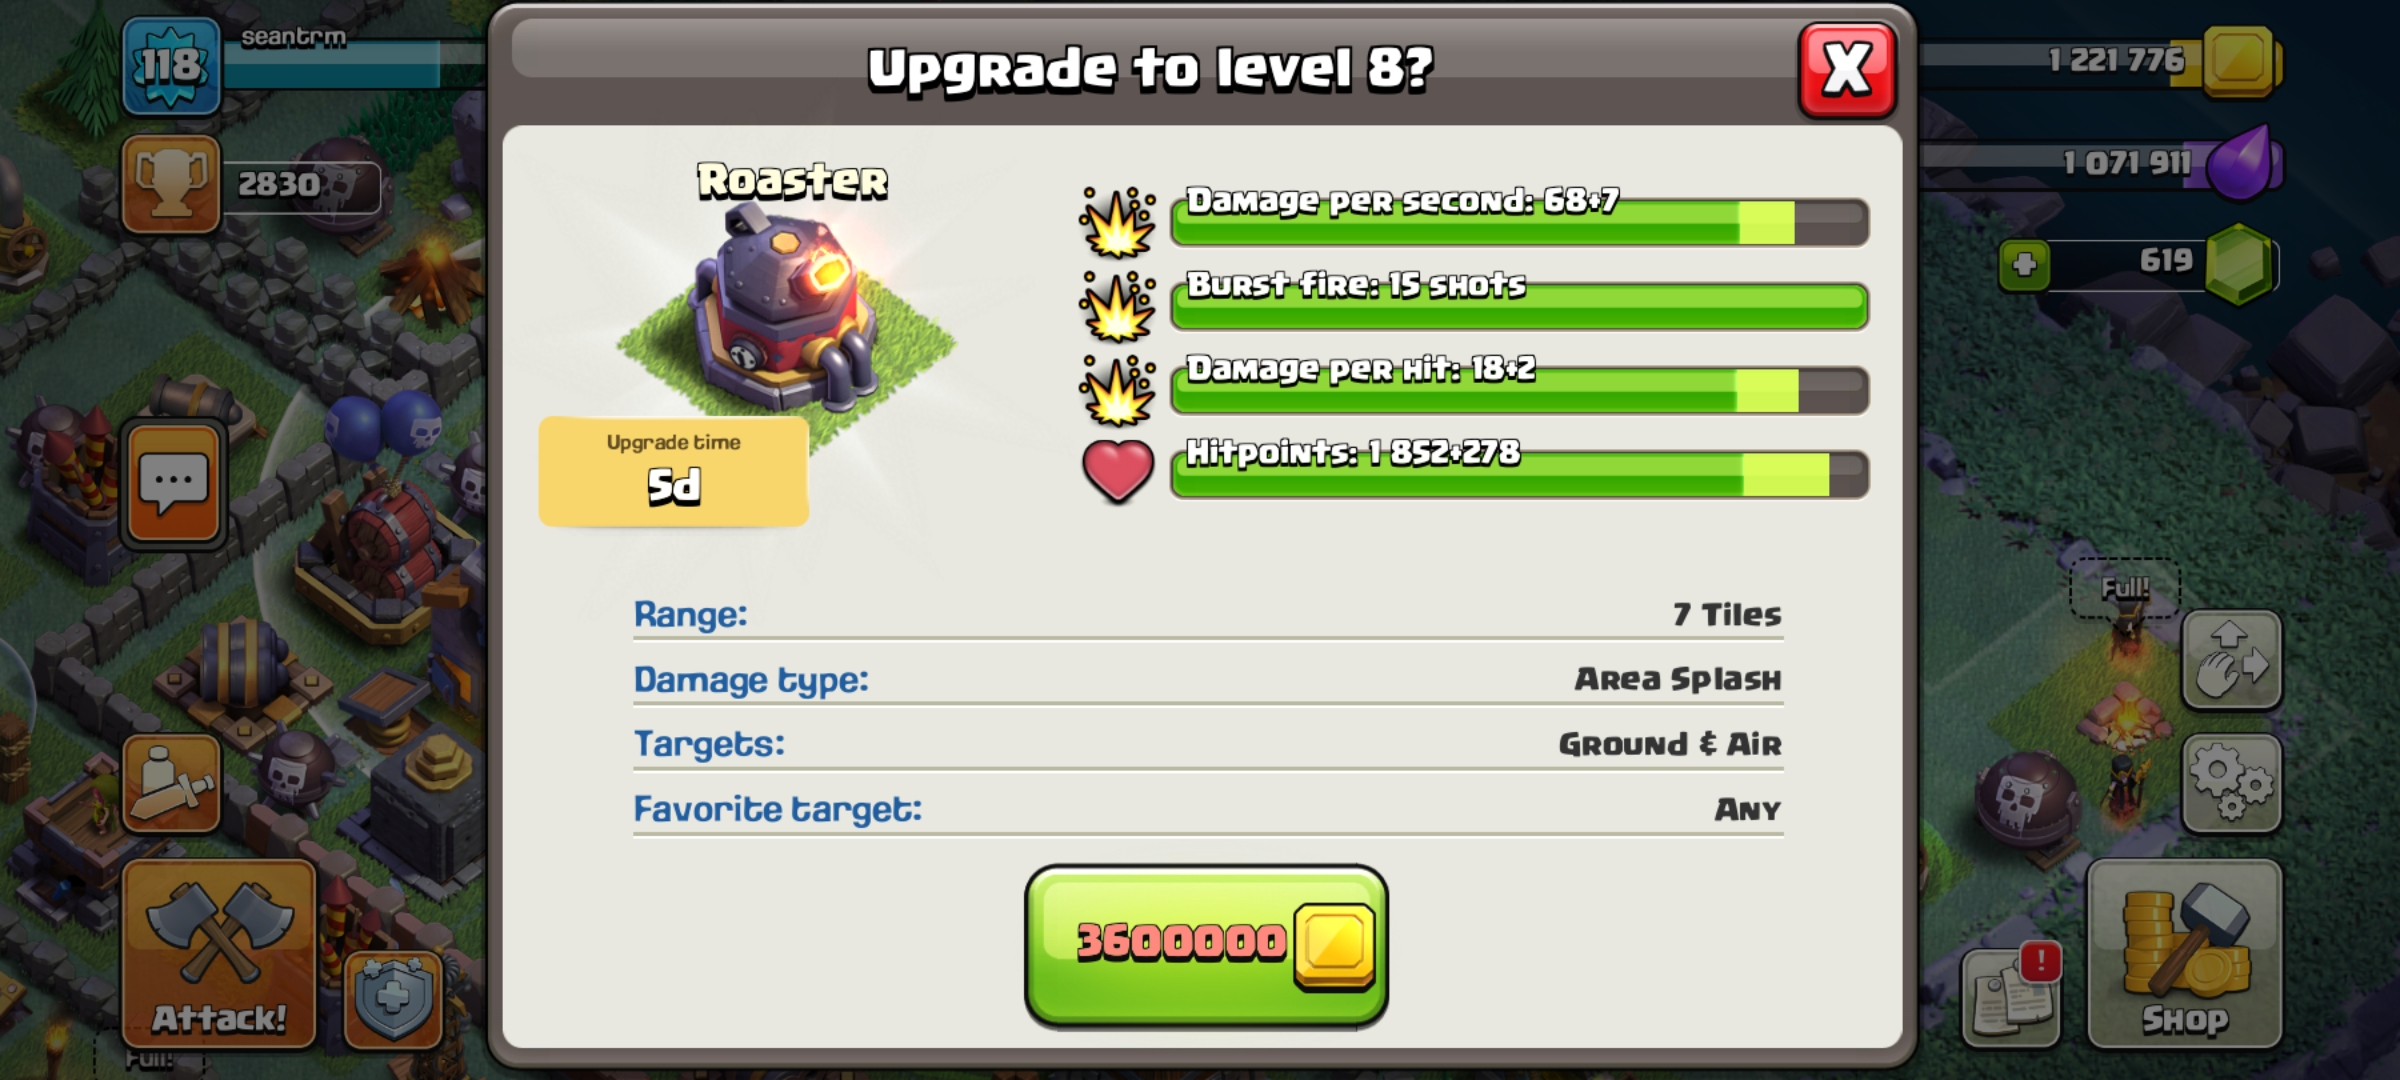 118
seantrm
2830
Upgrade to level 8?
X
1 221 776
1 071 911
619
Roaster
Upgrade time
5d
Damage per second: 68+7
Burst fire: 15 shots
Damage per hit: 18+2
Hitpoints: 1 852+278
Range: 7 Tiles
Damage type: Area Splash
Targets: Ground & Air
Favorite target: Any
3600000
Full!
Attack!
Full!
!
Shop